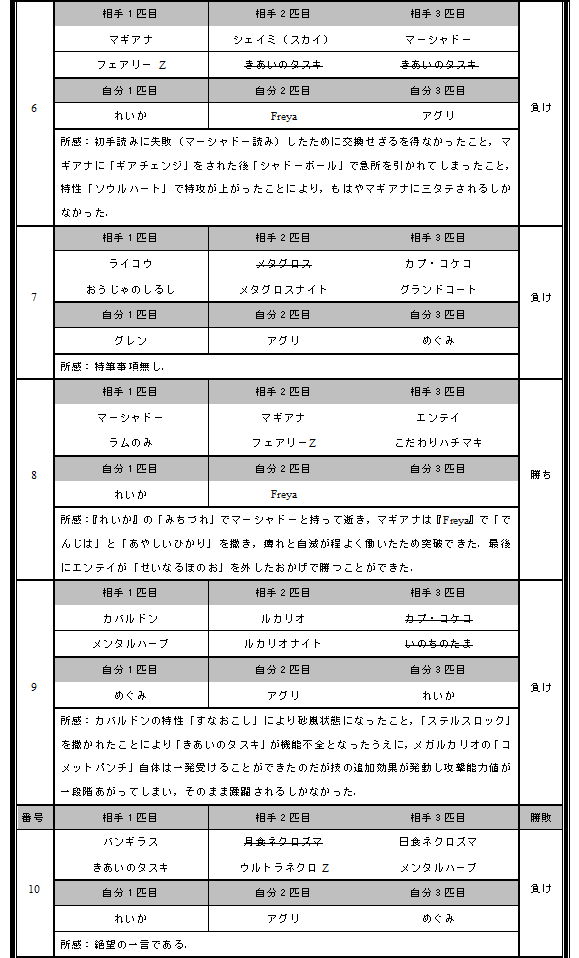 相手 1 匹目 相手 2 匹目 相手 3 匹目
マギアナ シェイミ（スカイ） マーシャドー
フェアリー Z きあいのタスキ きあいのタスキ
自分 1 匹目 自分 2 匹目 自分 3 匹目
6 負け
れいか Freya アグリ
所感：初手読みに失敗（マーシャドー読み）したために交換せざるを得なかったこと，マ
ギアナに「ギアチェンジ」をされた後「シャドーボール」で急所を引かれてしまったこと，
特性「ソウルハート」で特攻が上がったことにより，もはやマギアナに三タテされるしか
なかった．
相手 1 匹目 相手 2 匹目 相手 3 匹目
ライコウ メタグロス カプ・コケコ
おうじゃのしるし メタグロスナイト グランドコート
7 負け
自分 1 匹目 自分 2 匹目 自分 3 匹目
グレン アグリ めぐみ
所感：特筆事項無し．
相手 1 匹目 相手 2 匹目 相手 3 匹目
マーシャドー マギアナ エンテイ
ラムのみ フェアリーZ こだわりハチマキ
自分 1 匹目 自分 2 匹目 自分 3 匹目
8 勝ち
れいか Freya
所感：『れいか』の「みちづれ」でマーシャドーと持って逝き，マギアナは『Freya』で「で
んじは」と「あやしいひかり」を撒き，痺れと自滅が程よく働いたため突破できた．最後
にエンテイが「せいなるほのお」を外したおかげで勝つことができた．
相手 1 匹目 相手 2 匹目 相手 3 匹目
カバルドン ルカリオ カプ・コケコ
メンタルハーブ ルカリオナイト いのちのたま
自分 1 匹目 自分 2 匹目 自分 3 匹目
9 負け
めぐみ アグリ れいか
所感：カバルドンの特性「すなおこし」により砂嵐状態になったこと，「ステルスロック」
を撒かれたことにより「きあいのタスキ」が機能不全となったうえに，メガルカリオの「コ
メットパンチ」自体は一発受けることができたのだが技の追加効果が発動し攻撃能力値が
一段階あがってしまい，そのまま蹂躙されるしかなかった．
番号 相手 1 匹目 相手 2 匹目 相手 3 匹目 勝敗
バンギラス 月食ネクロズマ 日食ネクロズマ
きあいのタスキ ウルトラネクロ Z メンタルハーブ
10 負け
自分 1 匹目 自分 2 匹目 自分 3 匹目
れいか アグリ めぐみ
所感：絶望の一言である．